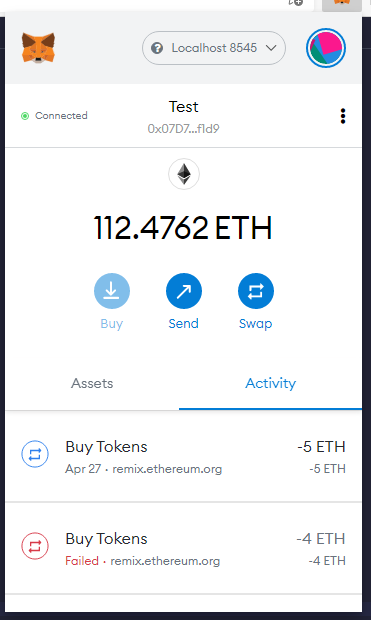 Localhost 8545
Connected
Test
0x07D7...f1d9
112.4762 ETH
Buy
Send
Swap
Assets
Activity
Buy Tokens
-5 ETH
Apr 27 · remix.ethereum.org
-5 ETH
Buy Tokens
-4 ETH
Failed · remix.ethereum.org
-4 ETH